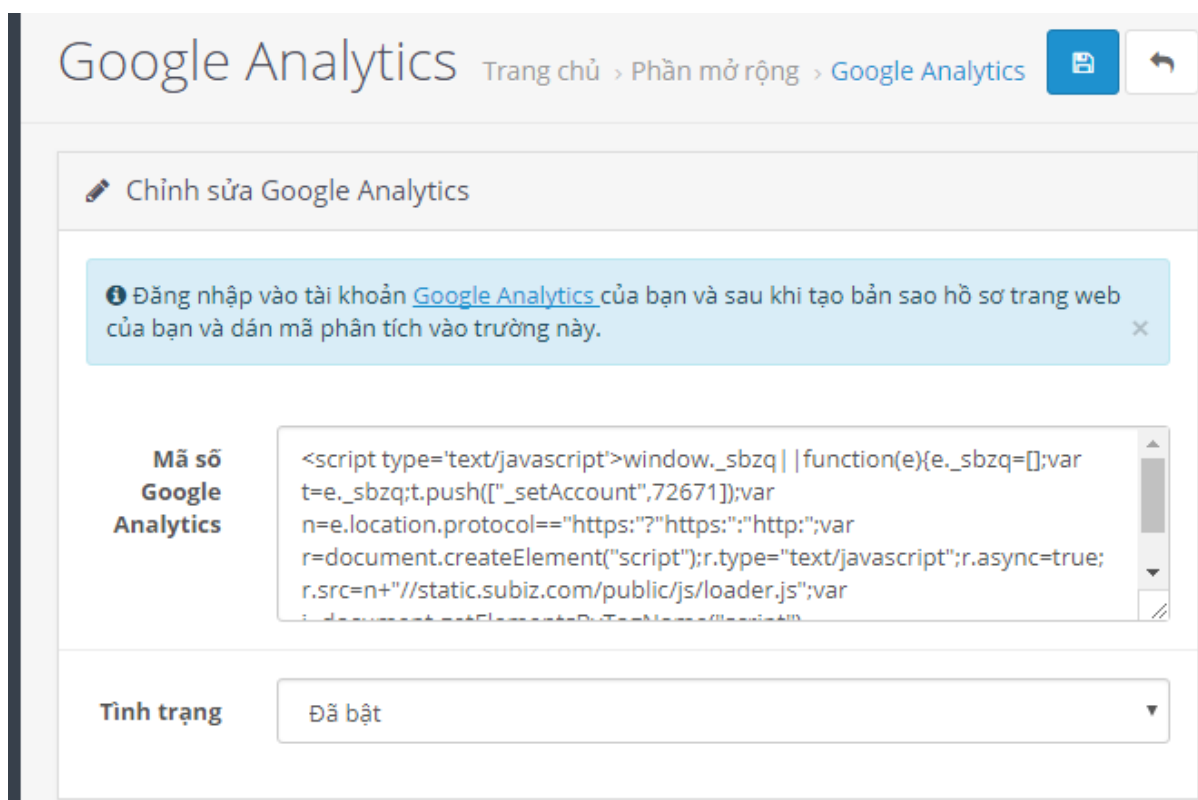 Google Analytics Trang chủ › Phần mở rộng › Google Analytics
Chỉnh sửa Google Analytics
Đăng nhập vào tài khoản Google Analytics của bạn và sau khi tạo bản sao hồ sơ trang web
của bạn và dán mã phân tích vào trường này. ×
Mã số
Google
Analytics
<script type='text/javascript'>window._sbzq||function(e){e._sbzq=[];var
t=e._sbzq;t.push(["_setAccount",72671]);var
n=e.location.protocol=="https:"?"https:":"http:";var
r=document.createElement("script");r.type="text/javascript";r.async=true;
r.src=n+"//static.subiz.com/public/js/loader.js";var
Tình trạng
Đã bật